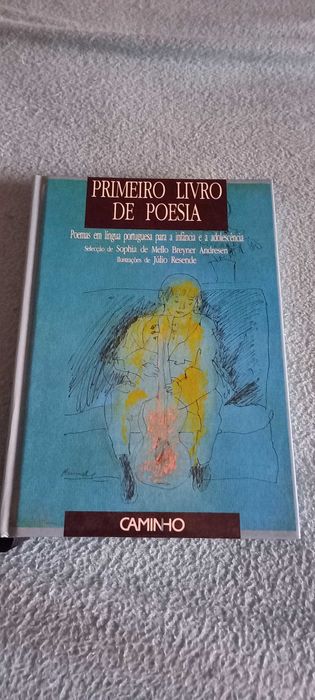 PRIMEIRO LIVRO
DE POESIA
Poemas em língua portuguesa para a infância e a adolescência
Selecção de Sophia de Mello Breyner Andresen
Ilustrações de Júlio Resende
CAMINHO